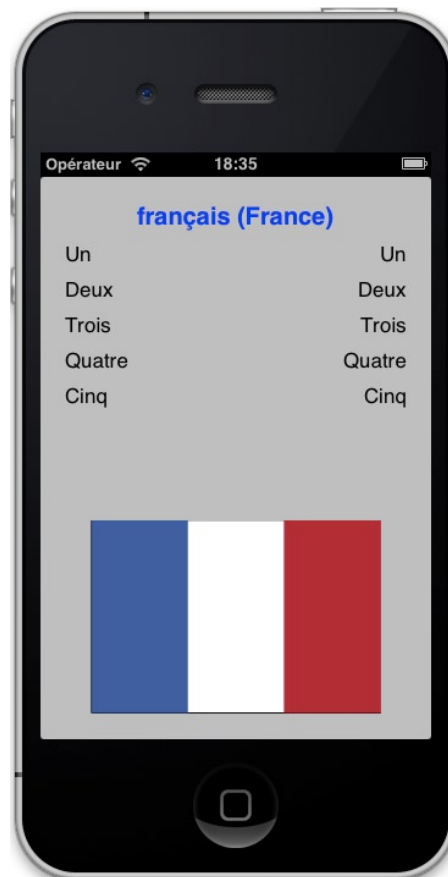 Opérateur 18:35
français (France)
Un Un
Deux Deux
Trois Trois
Quatre Quatre
Cinq Cinq